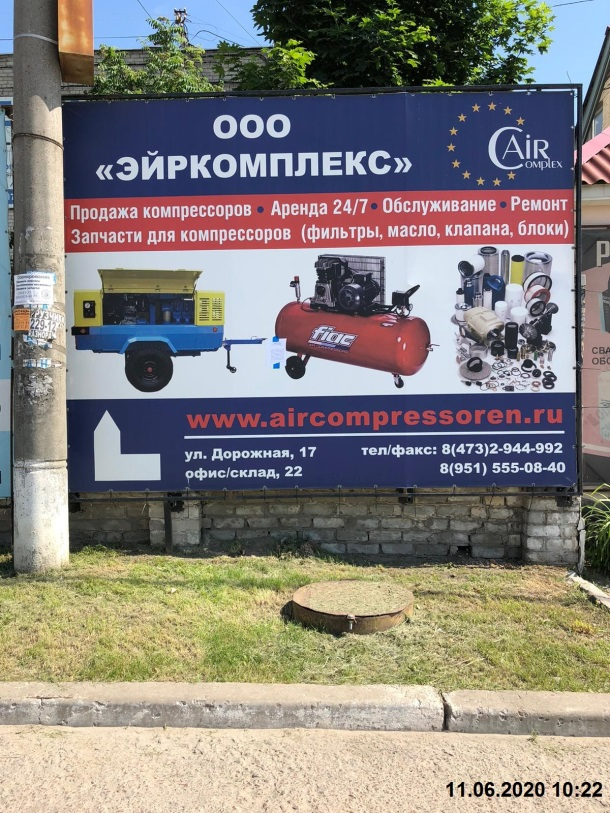 ООО
«ЭЙРКОМПЛЕКС»
CAiR
COMPLEX
Продажа компрессоров • Аренда 24/7 • Обслуживание • Ремонт
Запчасти для компрессоров (фильтры, масло, клапана, блоки)
fiac
www.aircompressoren.ru
ул. Дорожная, 17
офис/склад, 22
тел/факс: 8(473)2-944-992
8(951) 555-08-40
11.06.2020 10:22